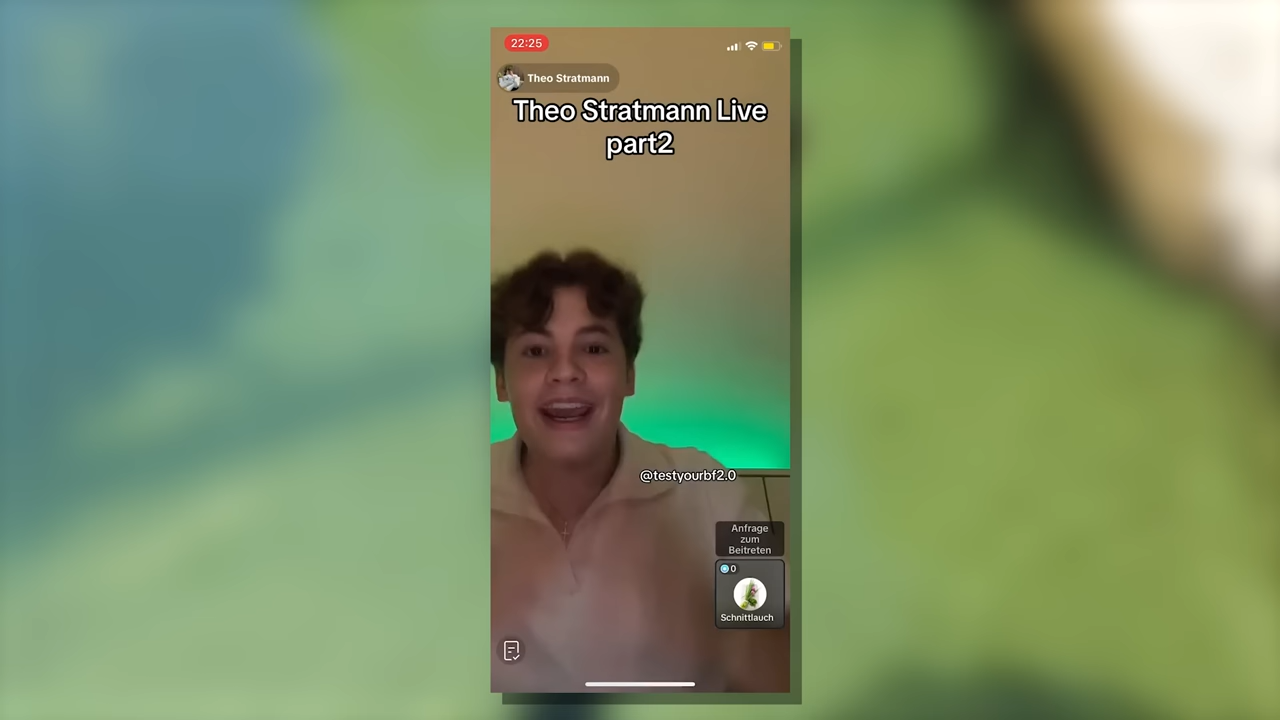 22:25
Theo Stratmann
Theo Stratmann Live
part2
@testyourbf2.0
Anfrage
zum
Beitreten
0
Schnittlauch